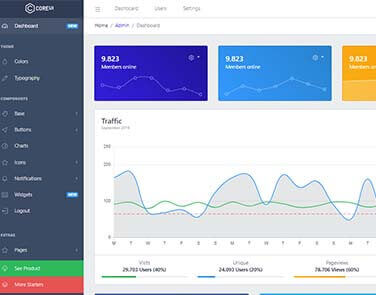 COREUI
Dashboard NEW
THEME
Colors
Typography
COMPONENTS
Base
Buttons
Charts
Icons
Notifications
Widgets NEW
Logout
EXTRAS
Pages
See Product
More Starters
Dashboard Users Settings
Home / Admin / Dashboard
9.823
Members online
9.823
Members online
9.823
Members online
Traffic
September 2019
250
200
150
100
50
0
M T W T F S S M T W T F S S M T
Visits
29.703 Users (40%)
Unique
24.093 Users (20%)
Pageviews
78.706 Views (60%)